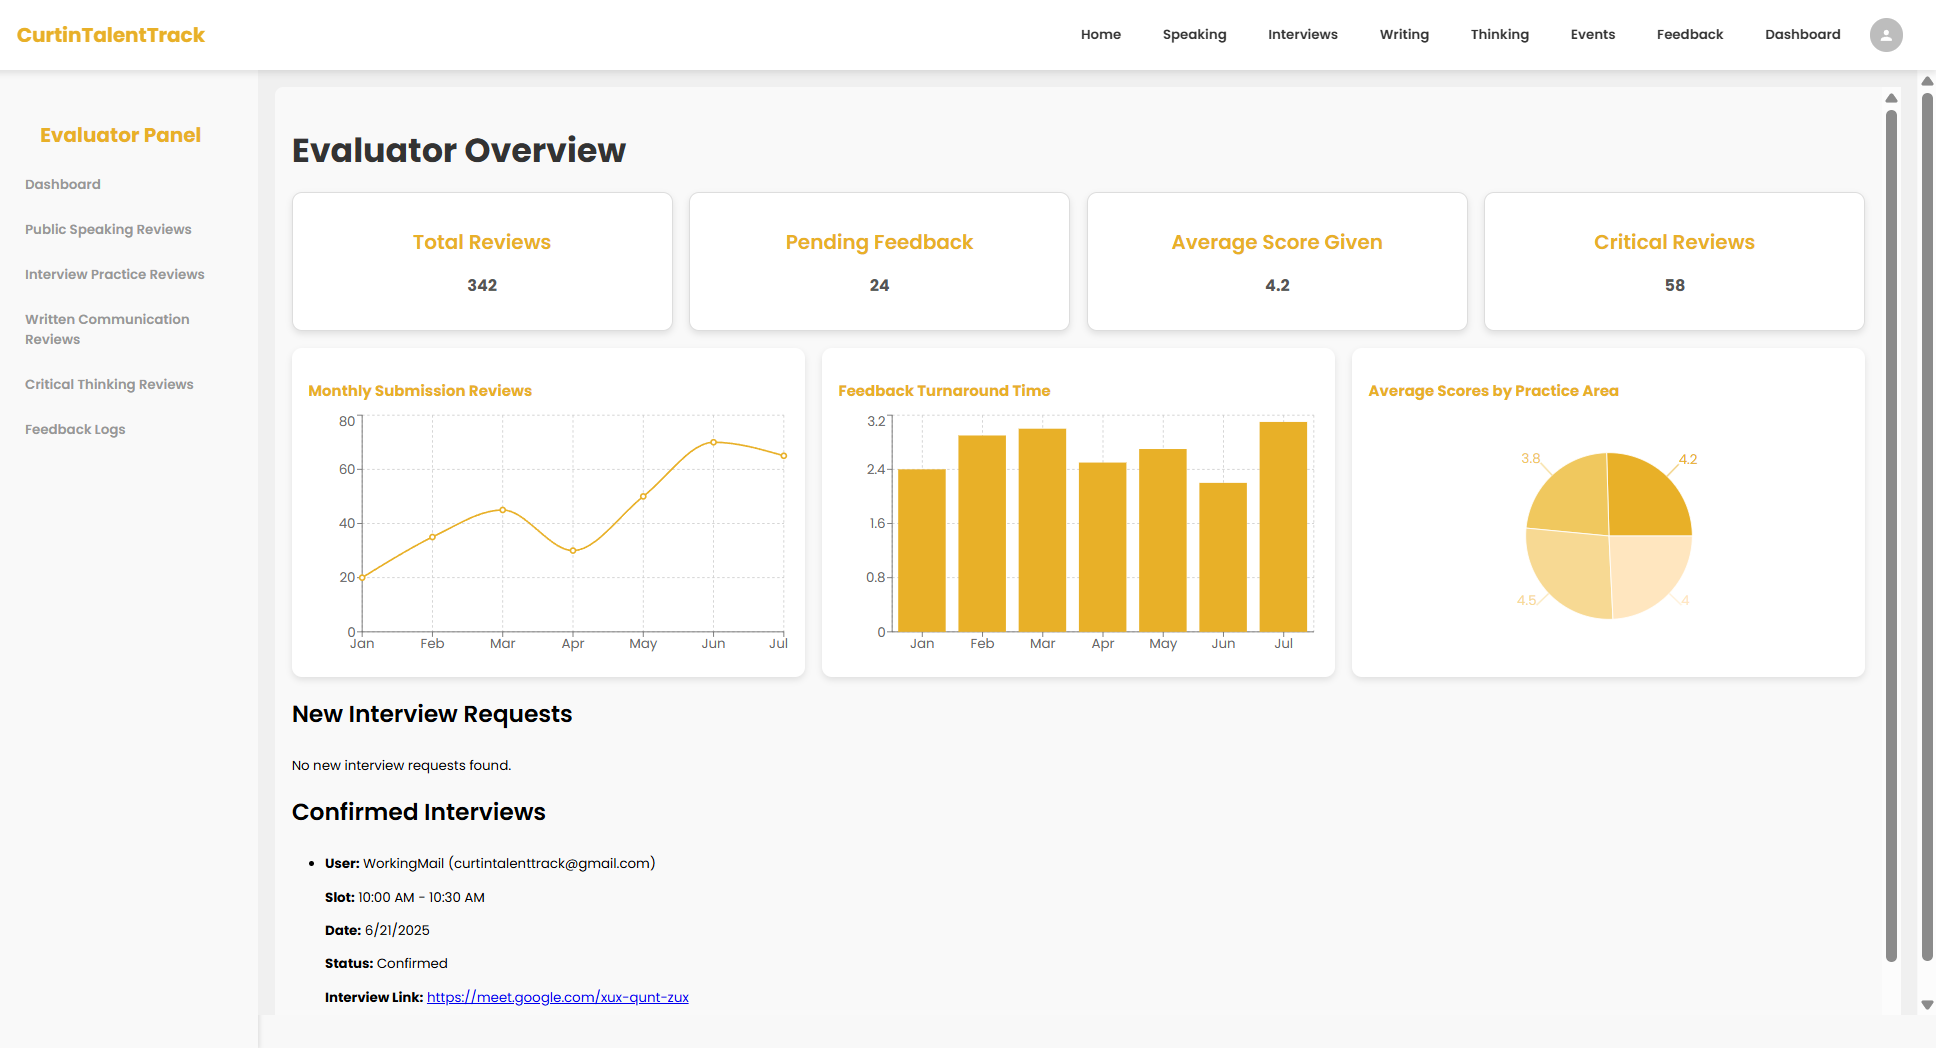 CurtinTalentTrack
Home Speaking Interviews Writing Thinking Events Feedback Dashboard
Evaluator Panel
Dashboard
Public Speaking Reviews
Interview Practice Reviews
Written Communication
Reviews
Critical Thinking Reviews
Feedback Logs
Evaluator Overview
Total Reviews
342
Pending Feedback
24
Average Score Given
4.2
Critical Reviews
58
Monthly Submission Reviews
80
60
40
20
0
Jan Feb Mar Apr May Jun Jul
Feedback Turnaround Time
3.2
2.4
1.6
0.8
0
Jan Feb Mar Apr May Jun Jul
Average Scores by Practice Area
3.8 4.2
4.5 4
New Interview Requests
No new interview requests found.
Confirmed Interviews
User: WorkingMail (curtintalenttrack@gmail.com)
Slot: 10:00 AM - 10:30 AM
Date: 6/21/2025
Status: Confirmed
Interview Link: https://meet.google.com/xux-qunt-zux